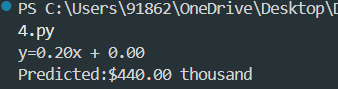 PS C:\Users\91862\OneDrive\Desktop\
4.py
y=0.20x + 0.00
Predicted:$440.00 thousand